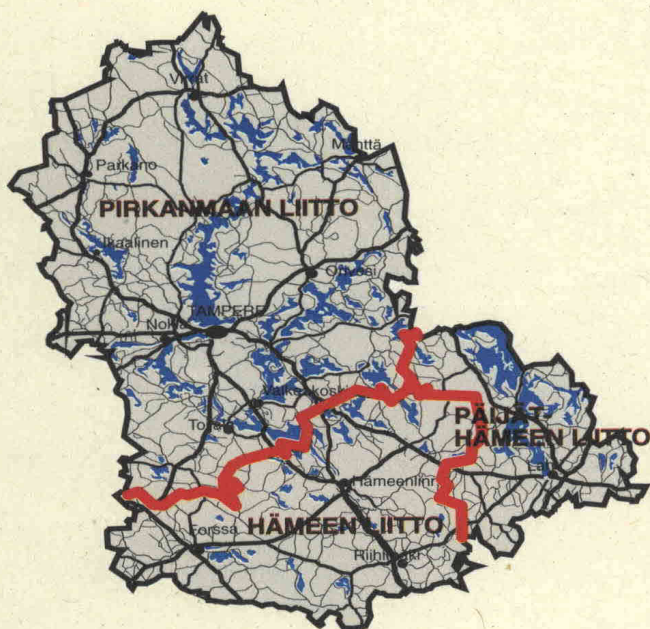 Virrat
Mänttä
Parkano
PIRKANMAAN LIITTO
Ikaalinen
Orivesi
TAMPERE
Nokia
Valkeakoski
Toijala
PÄIJÄT-
HÄMEEN LIITTO
Lahti
Hämeenlinna
HÄMEEN LIITTO
Forssa
Riihimäki